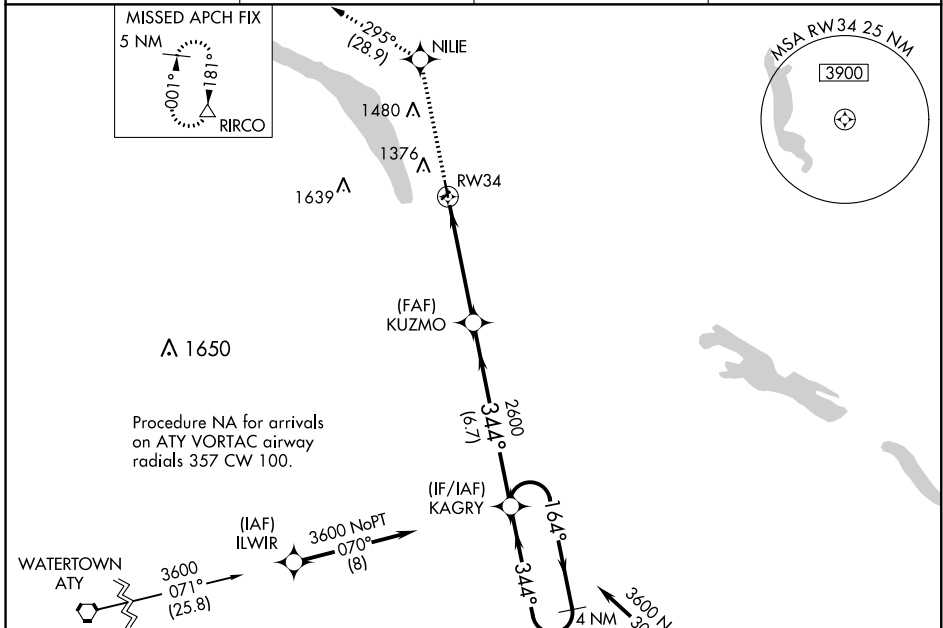 MISSED APCH FIX
5 NM
001°
181°
RIRCO
295°
(28.9)
NILIE
MSA RW34 25 NM
3900
1480
1376
1639
RW34
(FAF)
KUZMO
1650
Procedure NA for arrivals
on ATY VORTAC airway
radials 357 CW 100.
2600
344°
(6.7)
(IF/IAF)
KAGRY
(IAF)
ILWIR
3600 NoPT
070°
(8)
164°
344°
4 NM
WATERTOWN
ATY
3600
071°
(25.8)
3600 N